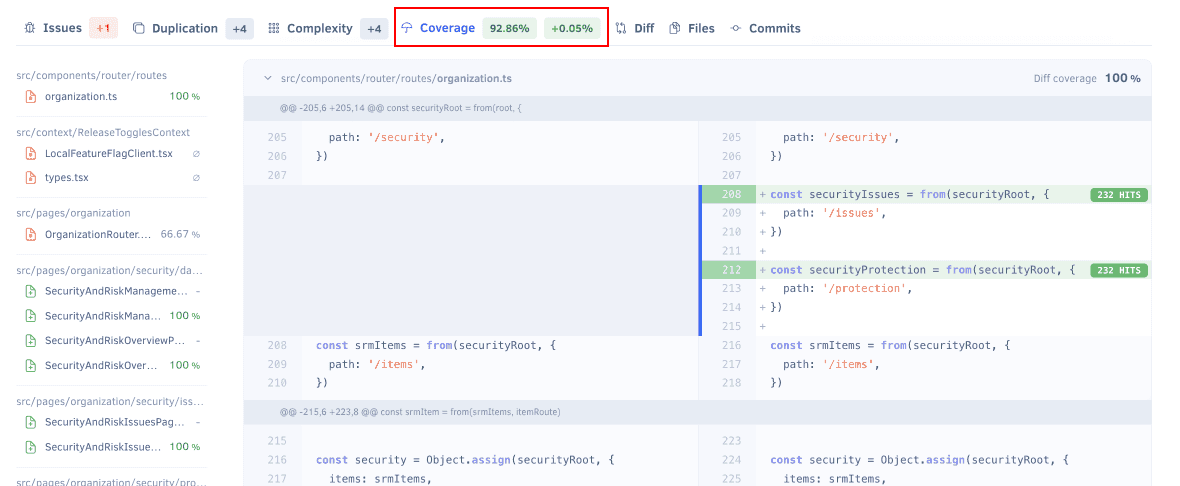 Issues +1 Duplication +4 Complexity +4 Coverage 92.86% +0.05% Diff Files Commits
src/components/router/routes
organization.ts 100 %
src/context/ReleaseTogglesContext
LocalFeatureFlagClient.tsx ∅
types.tsx ∅
src/pages/organization
OrganizationRouter.... 66.67 %
src/pages/organization/security/da...
SecurityAndRiskManageme... -
SecurityAndRiskMana... 100 %
SecurityAndRiskOverviewP... -
SecurityAndRiskOver... 100 %
src/pages/organization/security/iss...
SecurityAndRiskIssuesPag... -
SecurityAndRiskIssue... 100 %
src/pages/organization/security/pro...
src/components/router/routes/organization.ts Diff coverage 100 %
@@ -205,6 +205,14 @@ const securityRoot = from(root, {
205 path: '/security',
206 })
207
208 const srmItems = from(securityRoot, {
209 path: '/items',
210 })
205 path: '/security',
206 })
207
208 + const securityIssues = from(securityRoot, { 232 HITS
209 + path: '/issues',
210 + })
211 +
212 + const securityProtection = from(securityRoot, { 232 HITS
213 + path: '/protection',
214 + })
215 +
216 const srmItems = from(securityRoot, {
217 path: '/items',
218 })
@@ -215,6 +223,8 @@ const srmItem = from(srmItems, itemRoute)
215
216 const security = Object.assign(securityRoot, {
217 items: srmItems,
223
224 const security = Object.assign(securityRoot, {
225 items: srmItems,